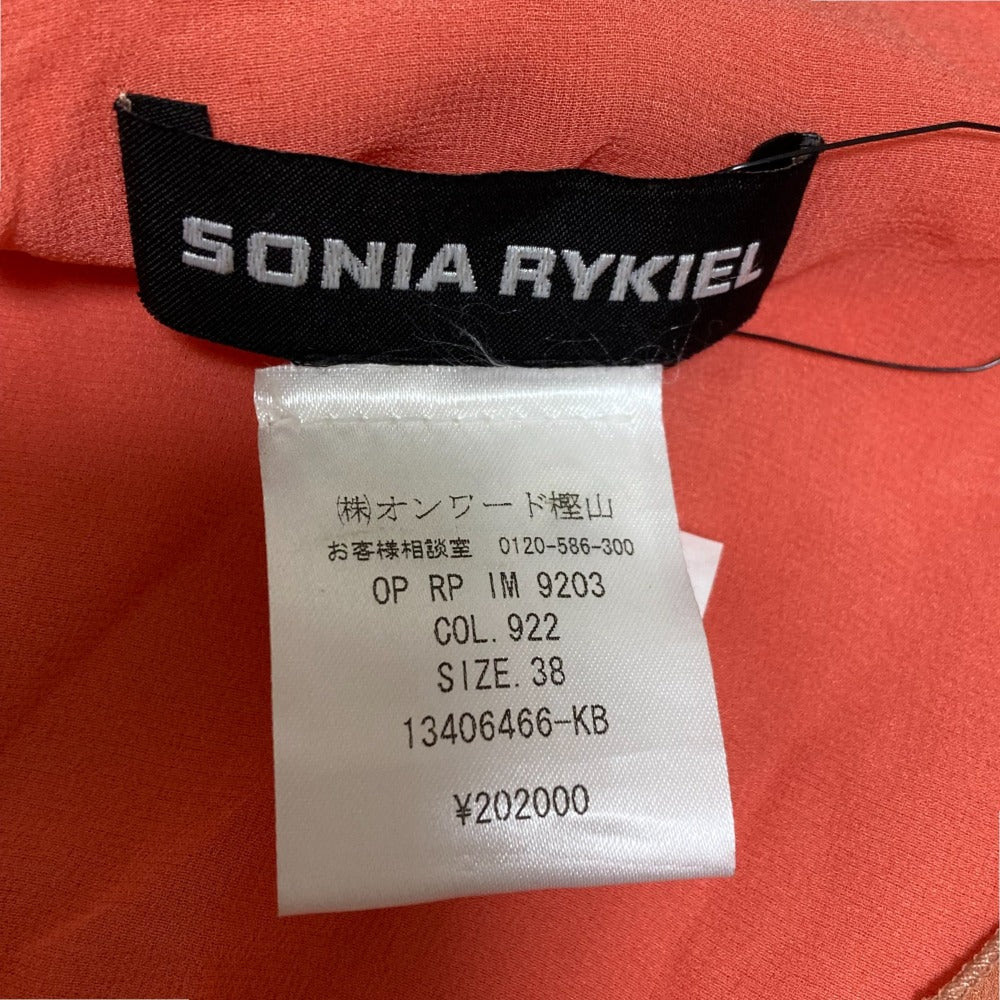 SONIA RYKIEL
㈱オンワード樫山
お客様相談室 0120-586-300
OP RP IM 9203
COL.922
SIZE.38
13406466-KB
¥202000